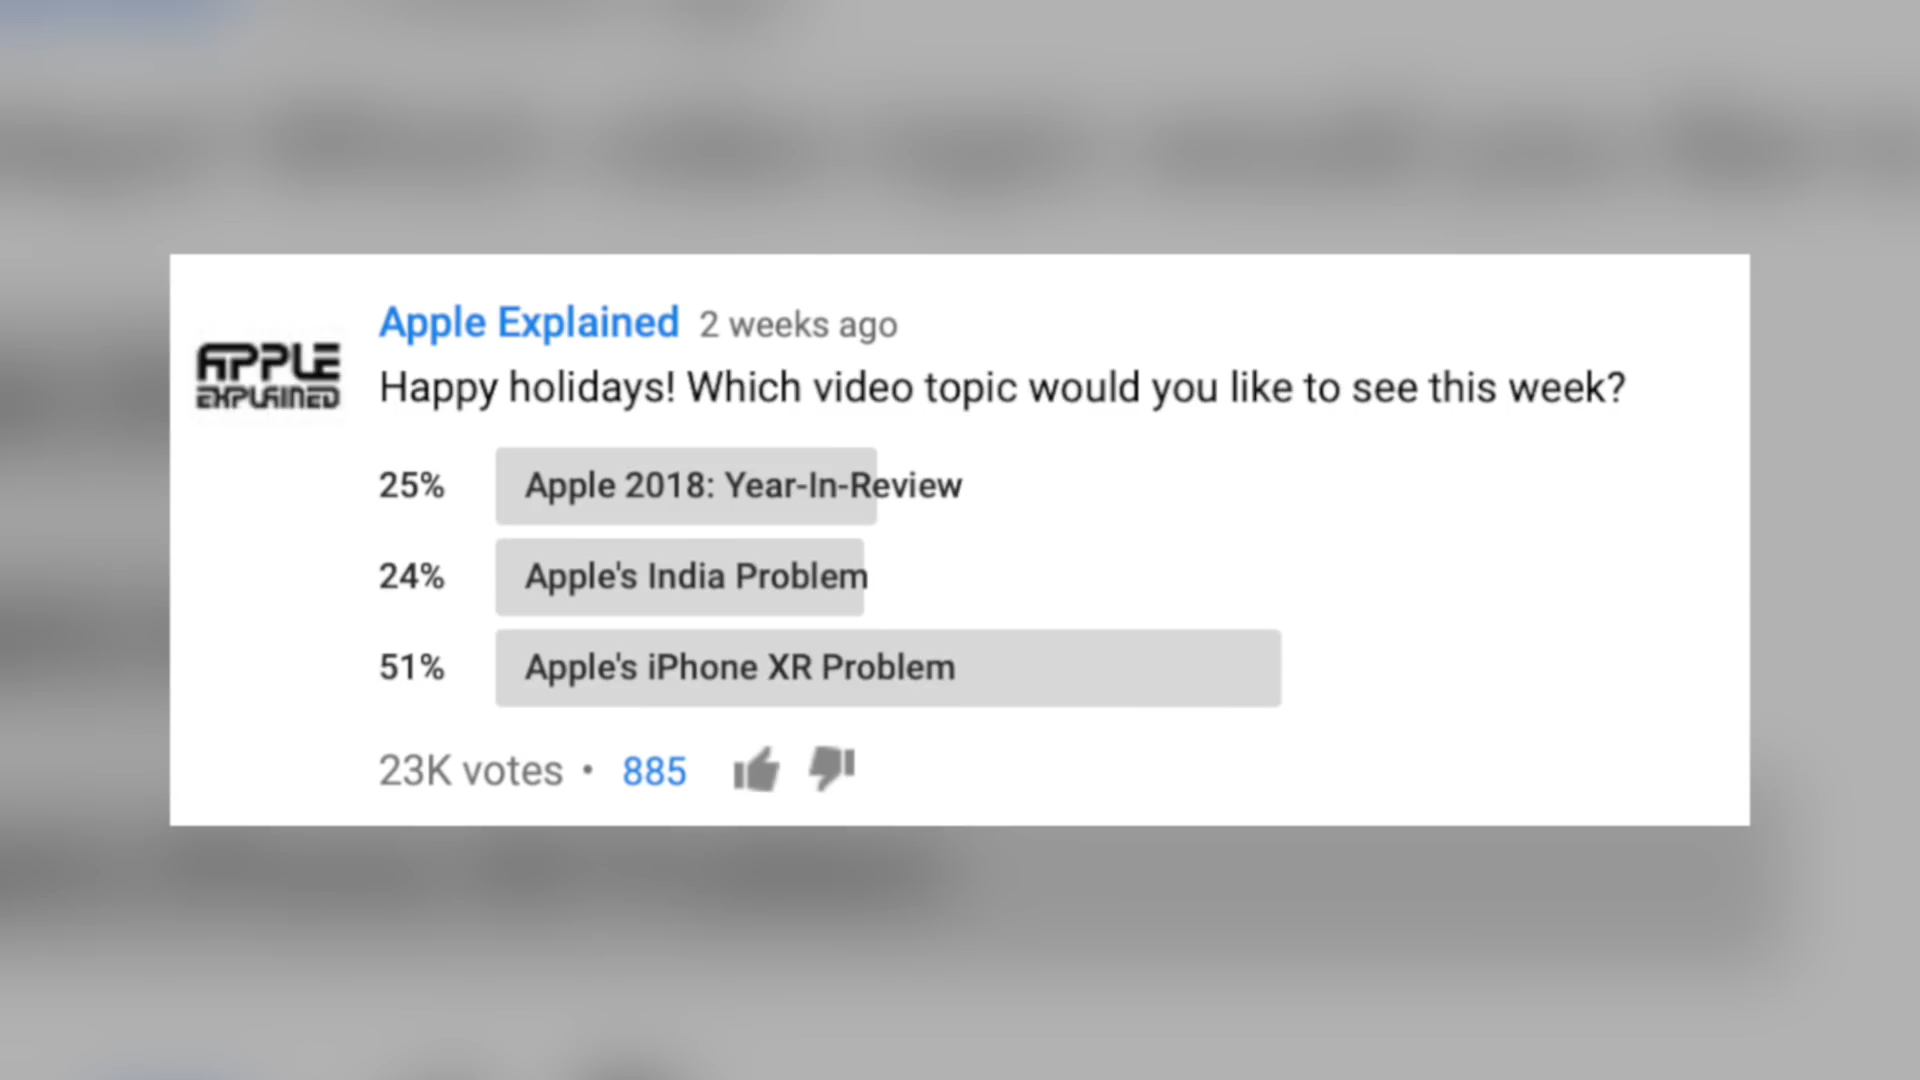 APPLE
EXPLAINED
Apple Explained 2 weeks ago
Happy holidays! Which video topic would you like to see this week?
25% Apple 2018: Year-In-Review
24% Apple's India Problem
51% Apple's iPhone XR Problem
23K votes • 885